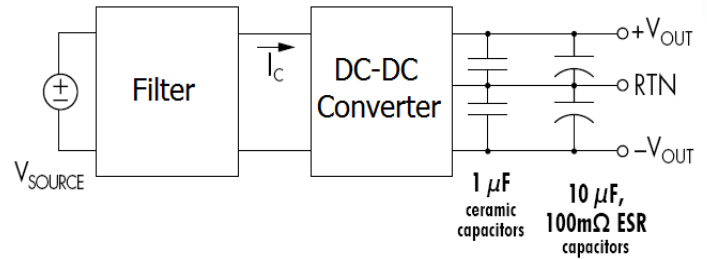 +V_OUT
I_C
Filter
DC-DC
Converter
RTN
V_SOURCE
–V_OUT
1 µF
ceramic
capacitors
10 µF,
100mΩ ESR
capacitors